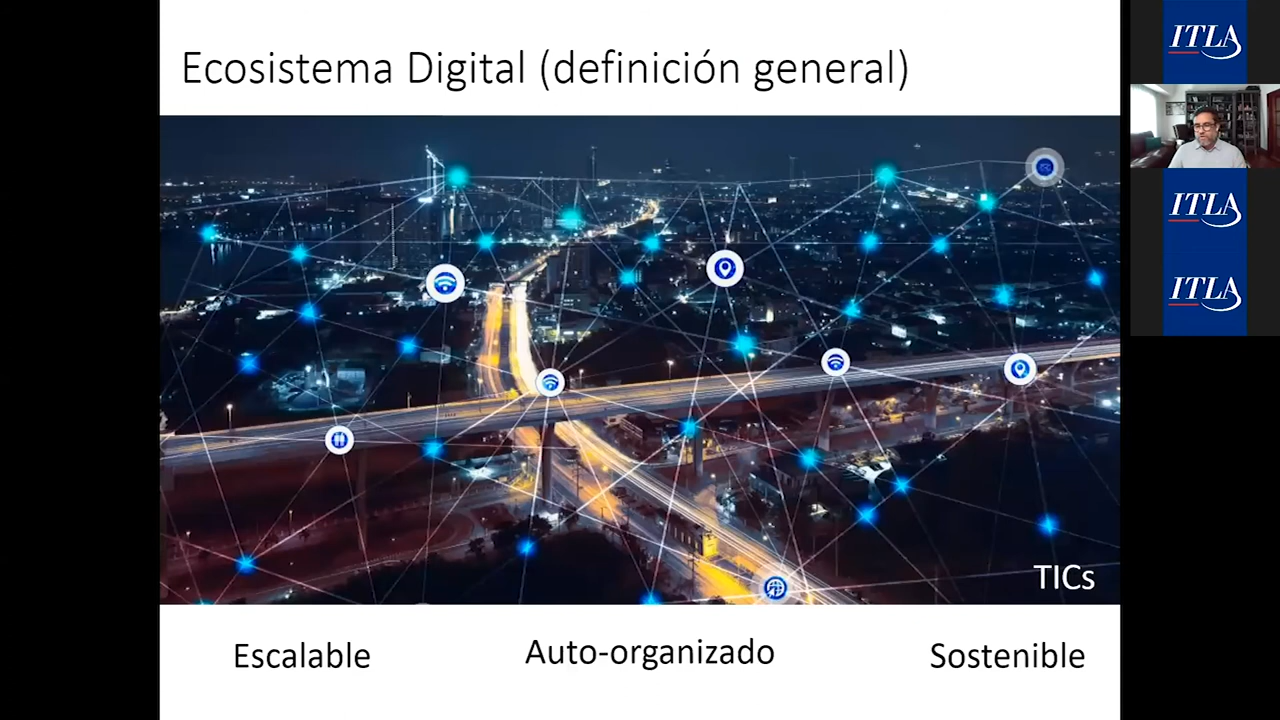 Ecosistema Digital (definición general)
ITLA
ITLA
ITLA
TICs
Escalable
Auto-organizado
Sostenible